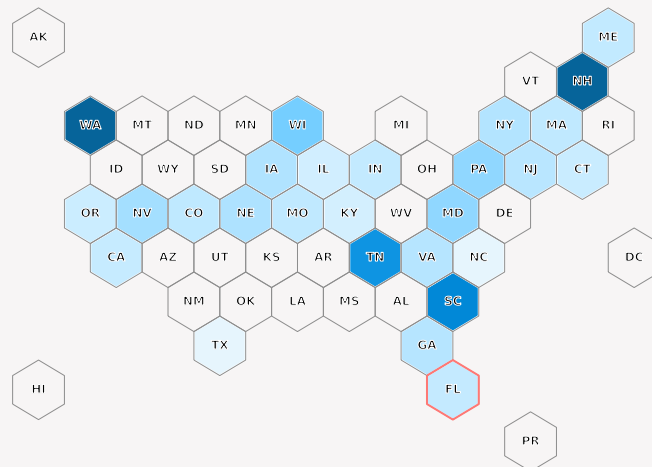 AK
ME
VT NH
WA MT ND MN WI MI NY MA RI
ID WY SD IA IL IN OH PA NJ CT
OR NV CO NE MO KY WV MD DE
CA AZ UT KS AR TN VA NC DC
NM OK LA MS AL SC
TX GA
HI FL
PR